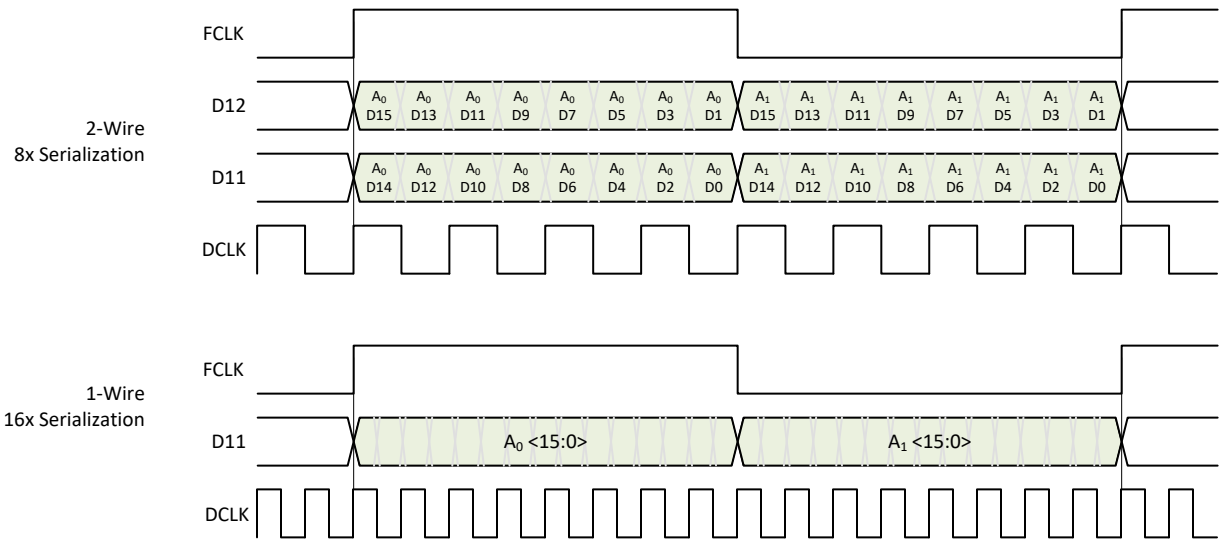 FCLK
D12
A0 A0 A0 A0 A0 A0 A0 A0 A1 A1 A1 A1 A1 A1 A1 A1
D15 D13 D11 D9 D7 D5 D3 D1 D15 D13 D11 D9 D7 D5 D3 D1
2-Wire
8x Serialization
D11
A0 A0 A0 A0 A0 A0 A0 A0 A1 A1 A1 A1 A1 A1 A1 A1
D14 D12 D10 D8 D6 D4 D2 D0 D14 D12 D10 D8 D6 D4 D2 D0
DCLK
FCLK
1-Wire
16x Serialization
D11 A0 <15:0> A1 <15:0>
DCLK